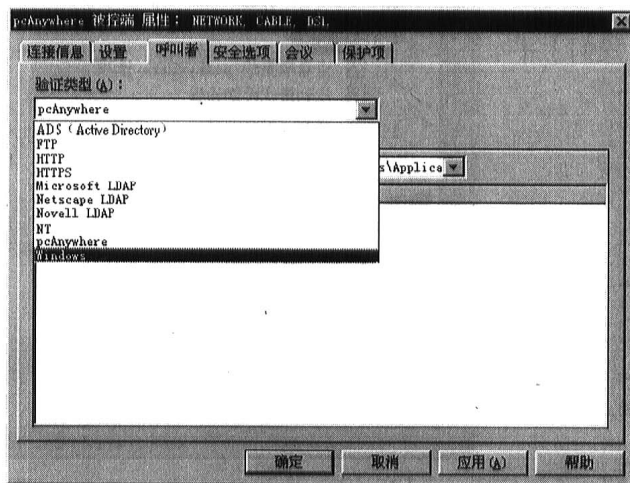 pcAnywhere 被控端 属性: NETWORK, CABLE, DSL
连接信息 设置 呼叫者 安全选项 会议 保护项
验证类型(A):
pcAnywhere
ADS (Active Directory)
FTP
HTTP
HTTPS
s\Applica
Microsoft LDAP
Netscape LDAP
Novell LDAP
NT
pcAnywhere
Windows
确定 取消 应用(A) 帮助